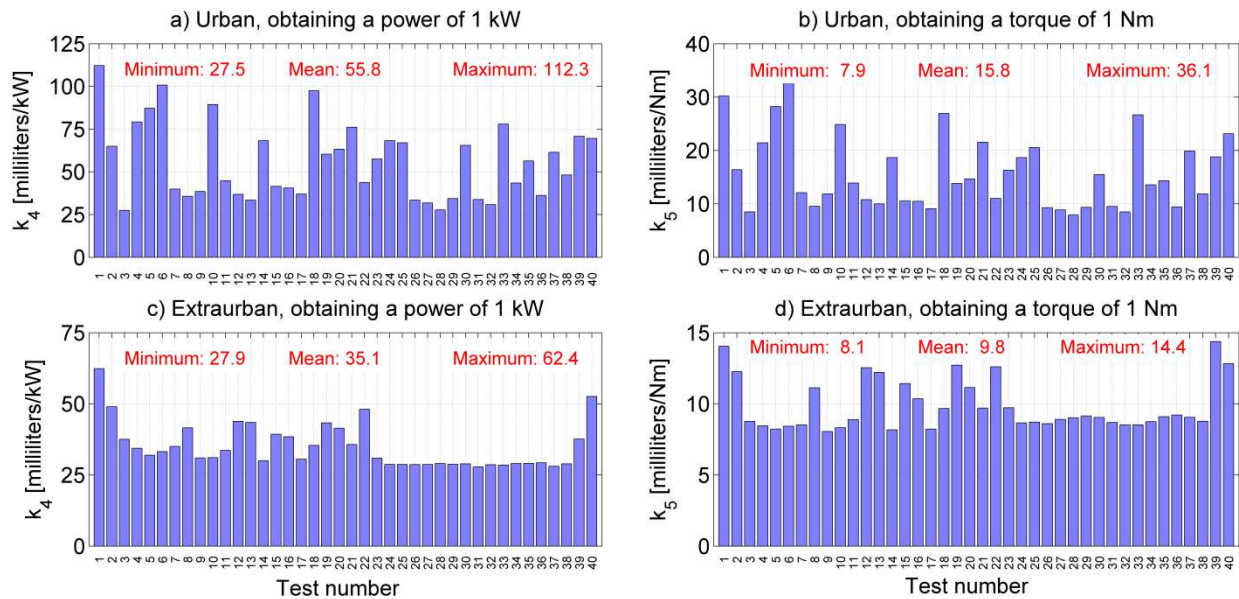 a) Urban, obtaining a power of 1 kW
k_4 [milliliters/kW]
125
100
75
50
25
0
Minimum: 27.5 Mean: 55.8 Maximum: 112.3
1 2 3 4 5 6 7 8 9 10 11 12 13 14 15 16 17 18 19 20 21 22 23 24 25 26 27 28 29 30 31 32 33 34 35 36 37 38 39 40
b) Urban, obtaining a torque of 1 Nm
k_5 [milliliters/Nm]
40
30
20
10
0
Minimum: 7.9 Mean: 15.8 Maximum: 36.1
1 2 3 4 5 6 7 8 9 10 11 12 13 14 15 16 17 18 19 20 21 22 23 24 25 26 27 28 29 30 31 32 33 34 35 36 37 38 39 40
c) Extraurban, obtaining a power of 1 kW
k_4 [milliliters/kW]
75
50
25
0
Minimum: 27.9 Mean: 35.1 Maximum: 62.4
1 2 3 4 5 6 7 8 9 10 11 12 13 14 15 16 17 18 19 20 21 22 23 24 25 26 27 28 29 30 31 32 33 34 35 36 37 38 39 40
Test number
d) Extraurban, obtaining a torque of 1 Nm
k_5 [milliliters/Nm]
15
10
5
0
Minimum: 8.1 Mean: 9.8 Maximum: 14.4
1 2 3 4 5 6 7 8 9 10 11 12 13 14 15 16 17 18 19 20 21 22 23 24 25 26 27 28 29 30 31 32 33 34 35 36 37 38 39 40
Test number